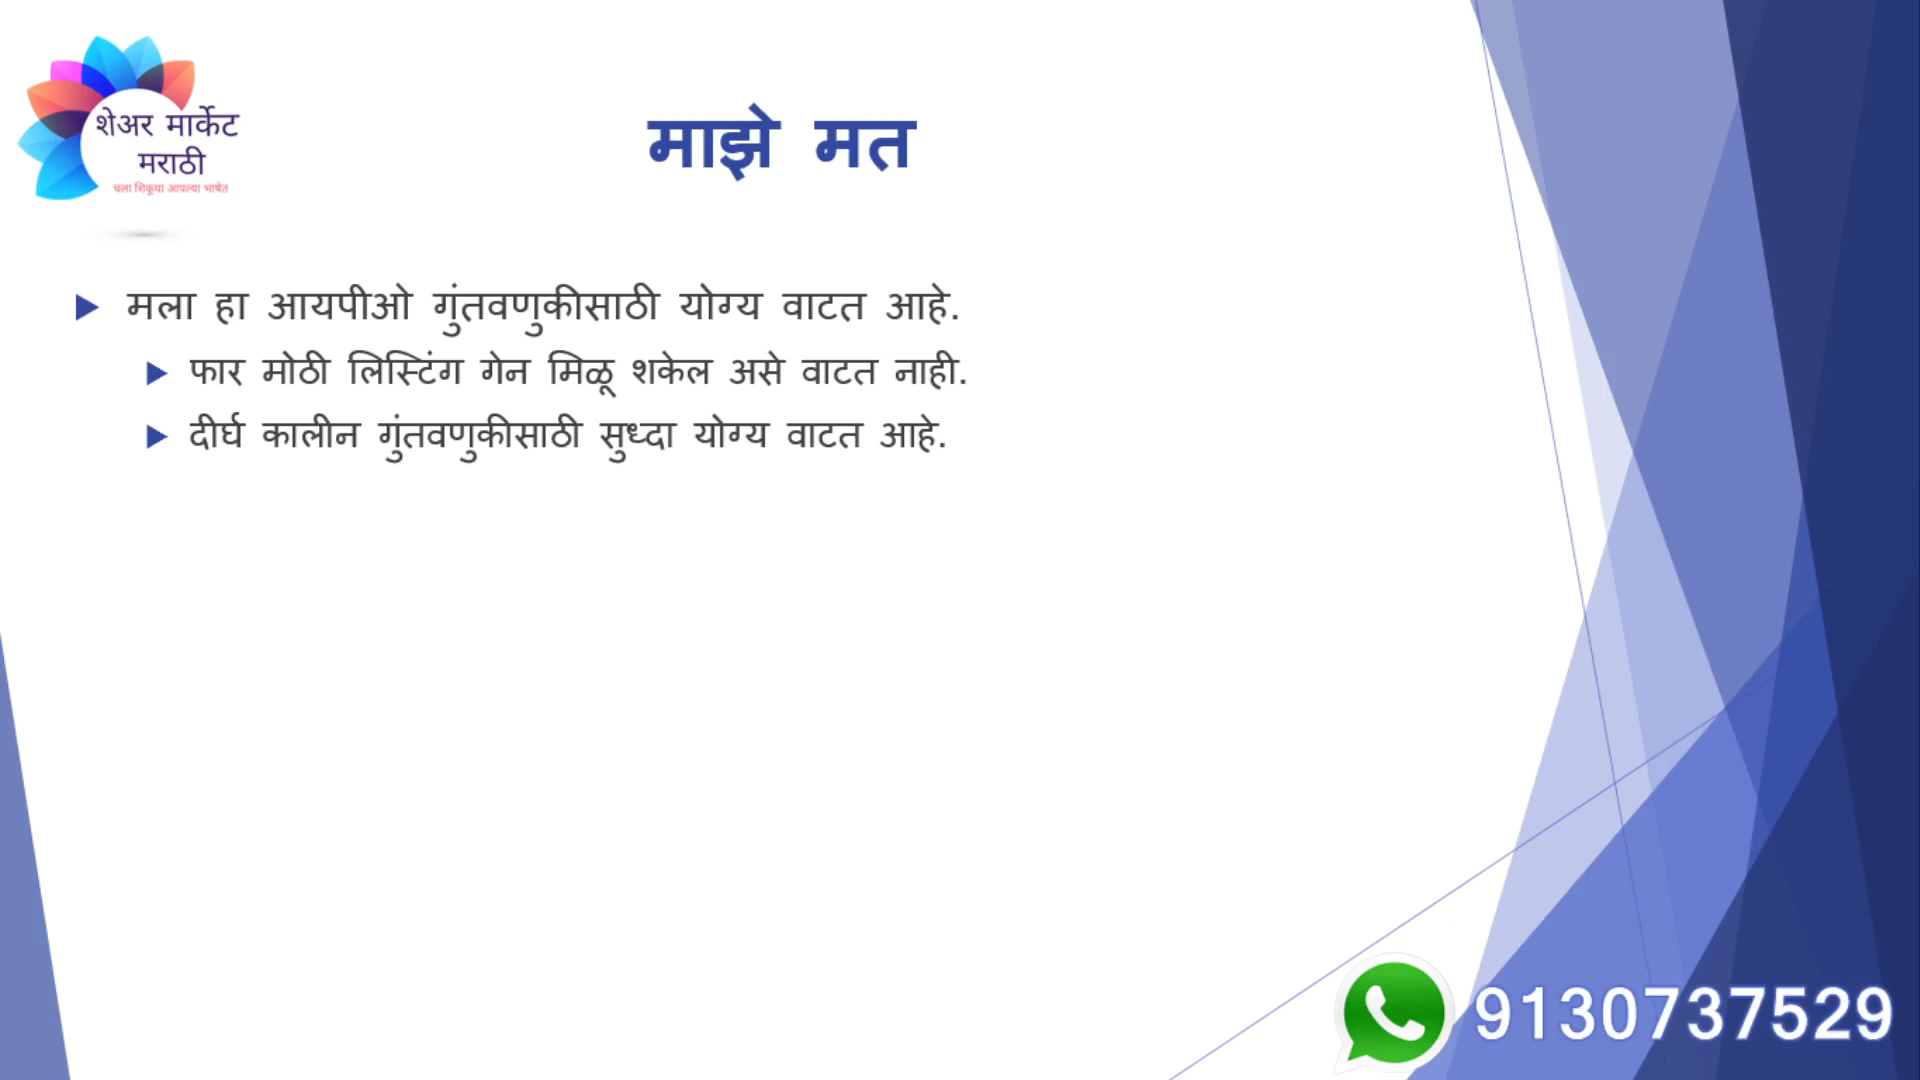 शेअर मार्केट
मराठी
चला शिकूया आपल्या भाषेत
माझे मत
मला हा आयपीओ गुंतवणुकीसाठी योग्य वाटत आहे.
फार मोठी लिस्टिंग गेन मिळू शकेल असे वाटत नाही.
दीर्घ कालीन गुंतवणुकीसाठी सुध्दा योग्य वाटत आहे.
9130737529